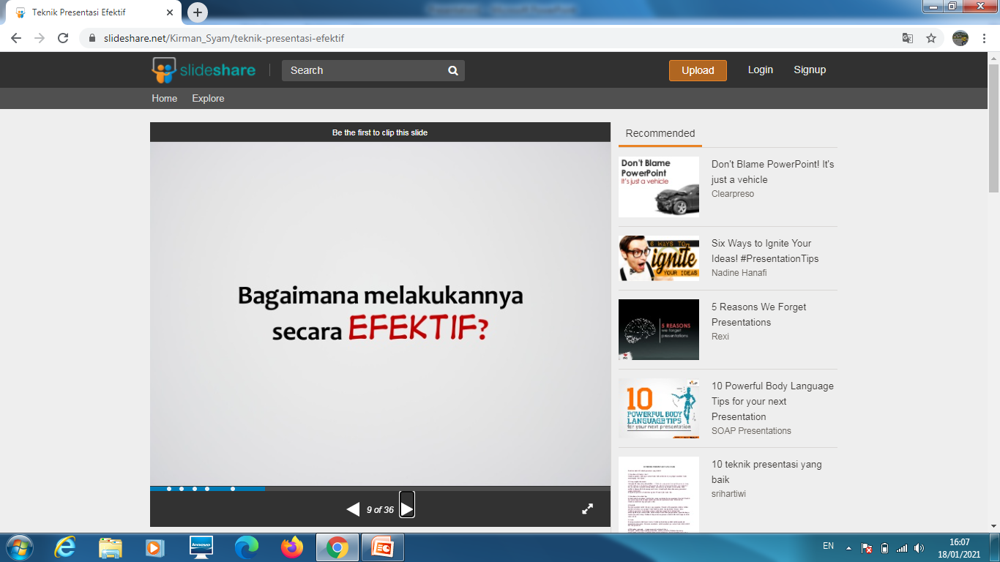 Teknik Presentasi Efektif
slideshare.net/Kirman_Syam/teknik-presentasi-efektif
slideshare
Search
Upload
Login
Signup
Home
Explore
Be the first to clip this slide
Bagaimana melakukannya
secara EFEKTIF?
9 of 36
Recommended
Don't Blame
PowerPoint
It's just a vehicle
Don't Blame PowerPoint! It's
just a vehicle
Clearpreso
6 WAYS TO
ignite
YOUR IDEAS
Six Ways to Ignite Your
Ideas! #PresentationTips
Nadine Hanafi
5 REASONS
we forget
presentations
5 Reasons We Forget
Presentations
Rexi
10
POWERFUL BODY
LANGUAGE TIPS
for your next presentation
10 Powerful Body Language
Tips for your next
Presentation
SOAP Presentations
10 teknik presentasi yang
baik
srihartiwi
lenovo
EN
16:07
18/01/2021